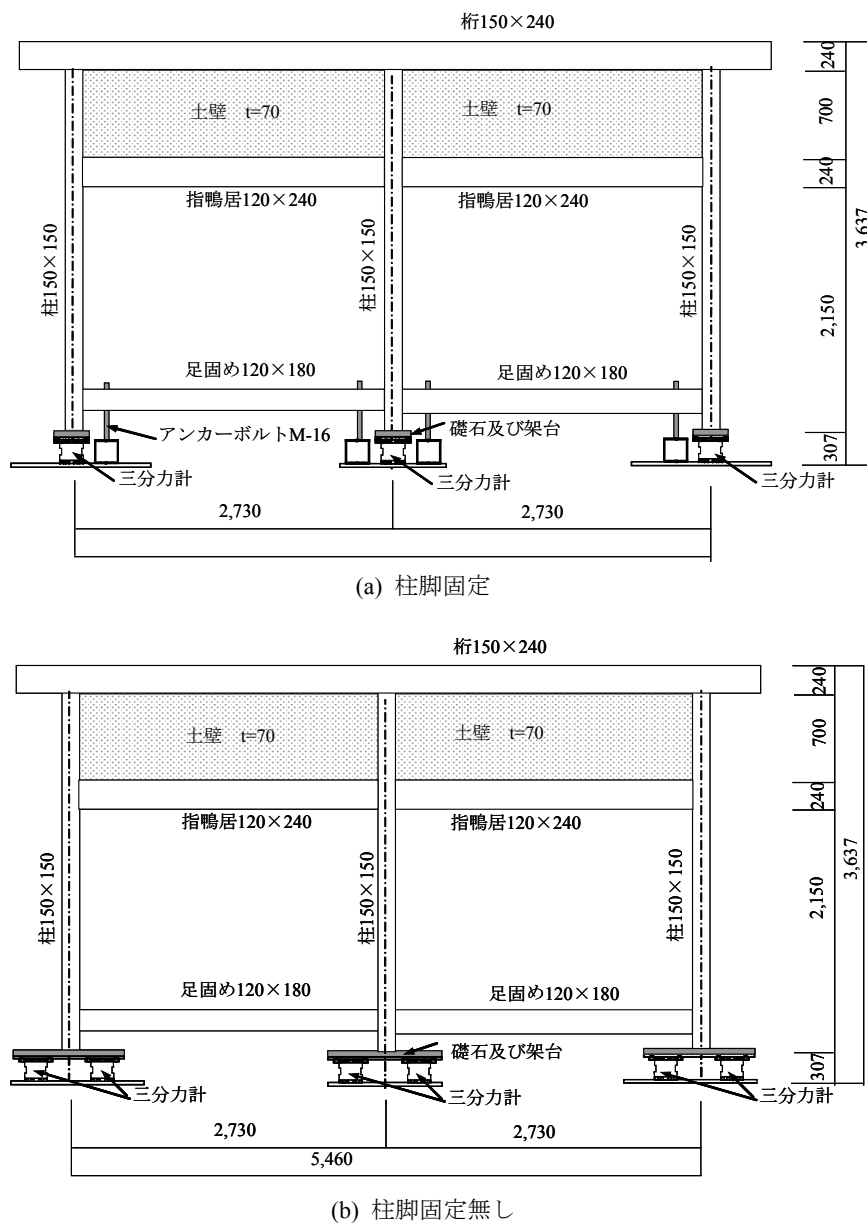 桁150×240
土壁 t=70
土壁 t=70
指鴨居120×240
指鴨居120×240
柱150×150
柱150×150
柱150×150
足固め120×180
足固め120×180
アンカーボルトM-16
礎石及び架台
三分力計
三分力計
三分力計
2,730
2,730
240
700
240
2,150
307
3,637
(a) 柱脚固定
桁150×240
土壁 t=70
土壁 t=70
指鴨居120×240
指鴨居120×240
柱150×150
柱150×150
柱150×150
足固め120×180
足固め120×180
礎石及び架台
三分力計
三分力計
三分力計
2,730
2,730
5,460
240
700
240
2,150
307
3,637
(b) 柱脚固定無し